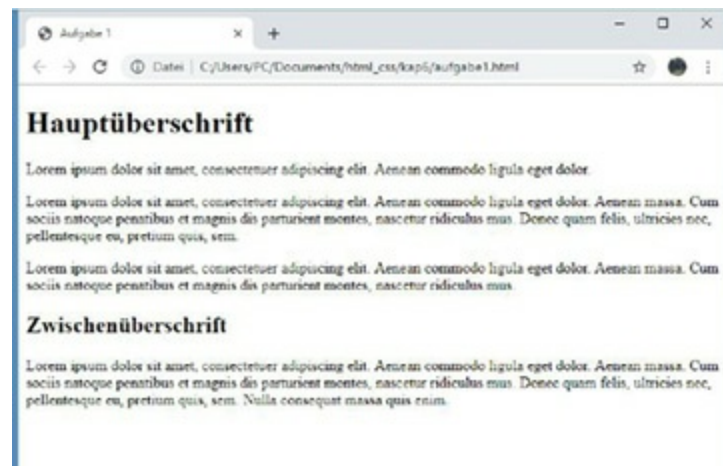 Aufgabe 1
Datei | C:/Users/PC/Documents/html_css/kap6/aufgabe1.html
Hauptüberschrift
Lorem ipsum dolor sit amet, consectetuer adipiscing elit. Aenean commodo ligula eget dolor.
Lorem ipsum dolor sit amet, consectetuer adipiscing elit. Aenean commodo ligula eget dolor. Aenean massa. Cum
sociis natoque penatibus et magnis dis parturient montes, nascetur ridiculus mus. Donec quam felis, ultricies nec,
pellentesque eu, pretium quis, sem.
Lorem ipsum dolor sit amet, consectetuer adipiscing elit. Aenean commodo ligula eget dolor. Aenean massa. Cum
sociis natoque penatibus et magnis dis parturient montes, nascetur ridiculus mus.
Zwischenüberschrift
Lorem ipsum dolor sit amet, consectetuer adipiscing elit. Aenean commodo ligula eget dolor. Aenean massa. Cum
sociis natoque penatibus et magnis dis parturient montes, nascetur ridiculus mus. Donec quam felis, ultricies nec,
pellentesque eu, pretium quis, sem. Nulla consequat massa quis enim.